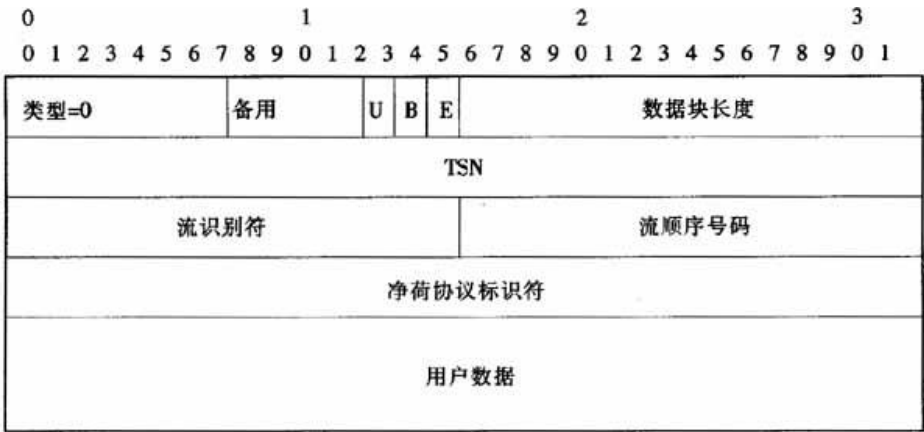 0 1 2 3
0 1 2 3 4 5 6 7 8 9 0 1 2 3 4 5 6 7 8 9 0 1 2 3 4 5 6 7 8 9 0 1
类型=0 备用 U B E 数据块长度
TSN
流识别符 流顺序号码
净荷协议标识符
用户数据